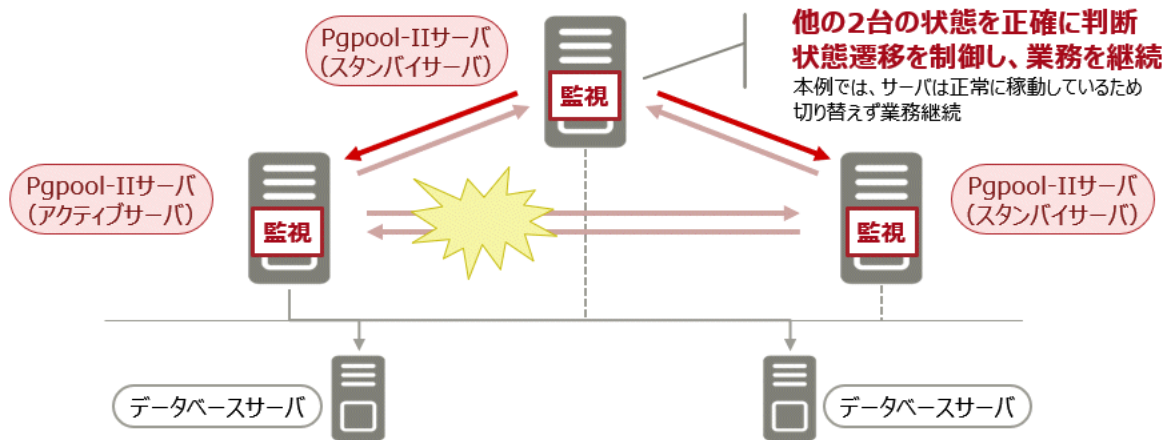 Pgpool-IIサーバ
（スタンバイサーバ）
監視
他の2台の状態を正確に判断
状態遷移を制御し、業務を継続
本例では、サーバは正常に稼動しているため
切り替えず業務継続
Pgpool-IIサーバ
（アクティブサーバ）
監視
監視
Pgpool-IIサーバ
（スタンバイサーバ）
データベースサーバ
データベースサーバ